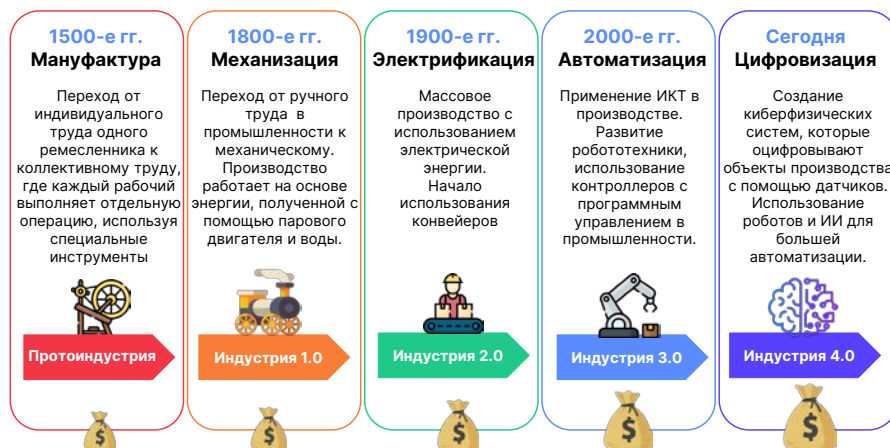 1500-е гг.
Мануфактура
Переход от
индивидуального
труда одного
ремесленника к
коллективному труду,
где каждый рабочий
выполняет отдельную
операцию, используя
специальные
инструменты
Протоиндустрия
$
1800-е гг.
Механизация
Переход от ручного
труда в
промышленности к
механическому.
Производство
работает на основе
энергии, полученной с
помощью парового
двигателя и воды.
Индустрия 1.0
$
1900-е гг.
Электрификация
Массовое
производство с
использованием
электрической
энергии.
Начало
использования
конвейеров
Индустрия 2.0
$
2000-е гг.
Автоматизация
Применение ИКТ в
производстве.
Развитие
робототехники,
использование
контроллеров с
программным
управлением в
промышленности.
Индустрия 3.0
$
Сегодня
Цифровизация
Создание
киберфизических
систем, которые
оцифровывают
объекты производства
с помощью датчиков.
Использование
роботов и ИИ для
большей
автоматизации.
Индустрия 4.0
$